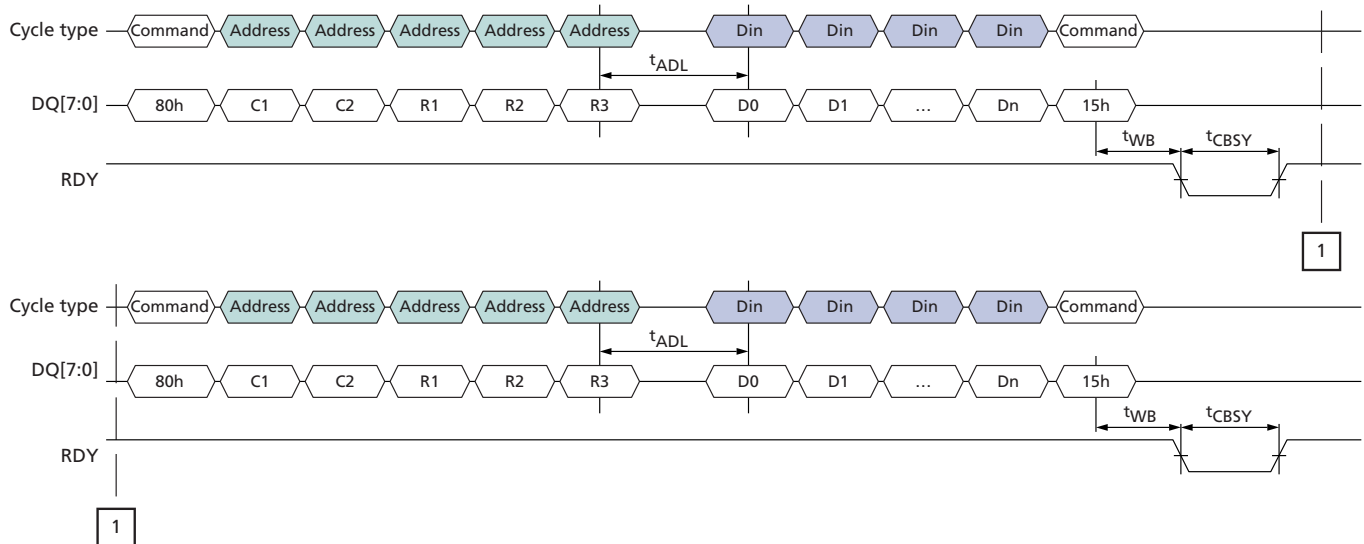 Cycle type Command Address Address Address Address Address Din Din Din Din Command
tADL
DQ[7:0] 80h C1 C2 R1 R2 R3 D0 D1 … Dn 15h
tWB tCBSY
RDY
1
Cycle type Command Address Address Address Address Address Din Din Din Din Command
tADL
DQ[7:0] 80h C1 C2 R1 R2 R3 D0 D1 … Dn 15h
tWB tCBSY
RDY
1